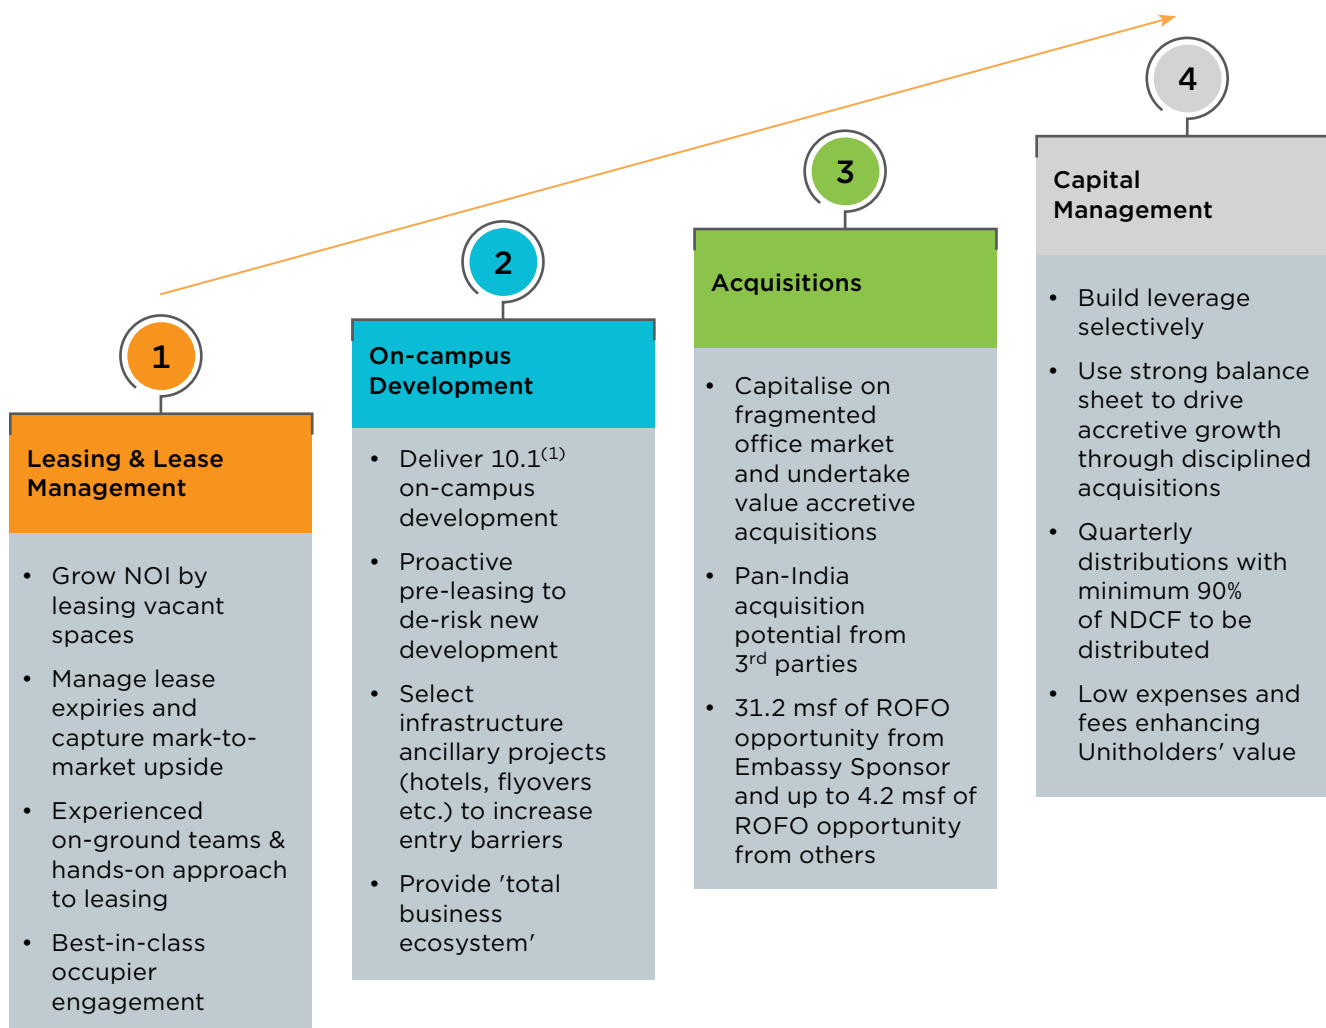 1
Leasing & Lease
Management
• Grow NOI by
leasing vacant
spaces
• Manage lease
expiries and
capture mark-to-
market upside
• Experienced
on-ground teams &
hands-on approach
to leasing
• Best-in-class
occupier
engagement
2
On-campus
Development
• Deliver 10.1(1)
on-campus
development
• Proactive
pre-leasing to
de-risk new
development
• Select
infrastructure
ancillary projects
(hotels, flyovers
etc.) to increase
entry barriers
• Provide 'total
business
ecosystem'
3
Acquisitions
• Capitalise on
fragmented
office market
and undertake
value accretive
acquisitions
• Pan-India
acquisition
potential from
3rd parties
• 31.2 msf of ROFO
opportunity from
Embassy Sponsor
and up to 4.2 msf of
ROFO opportunity
from others
4
Capital
Management
• Build leverage
selectively
• Use strong balance
sheet to drive
accretive growth
through disciplined
acquisitions
• Quarterly
distributions with
minimum 90%
of NDCF to be
distributed
• Low expenses and
fees enhancing
Unitholders' value